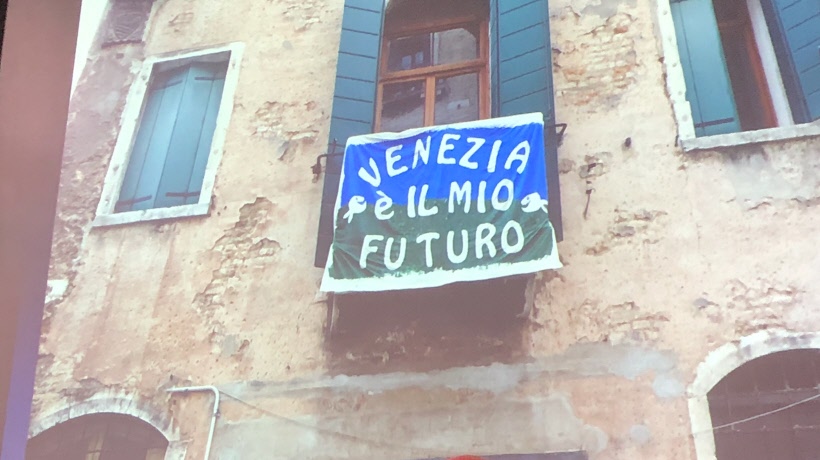 VENEZIA
è IL MIO
FUTURO